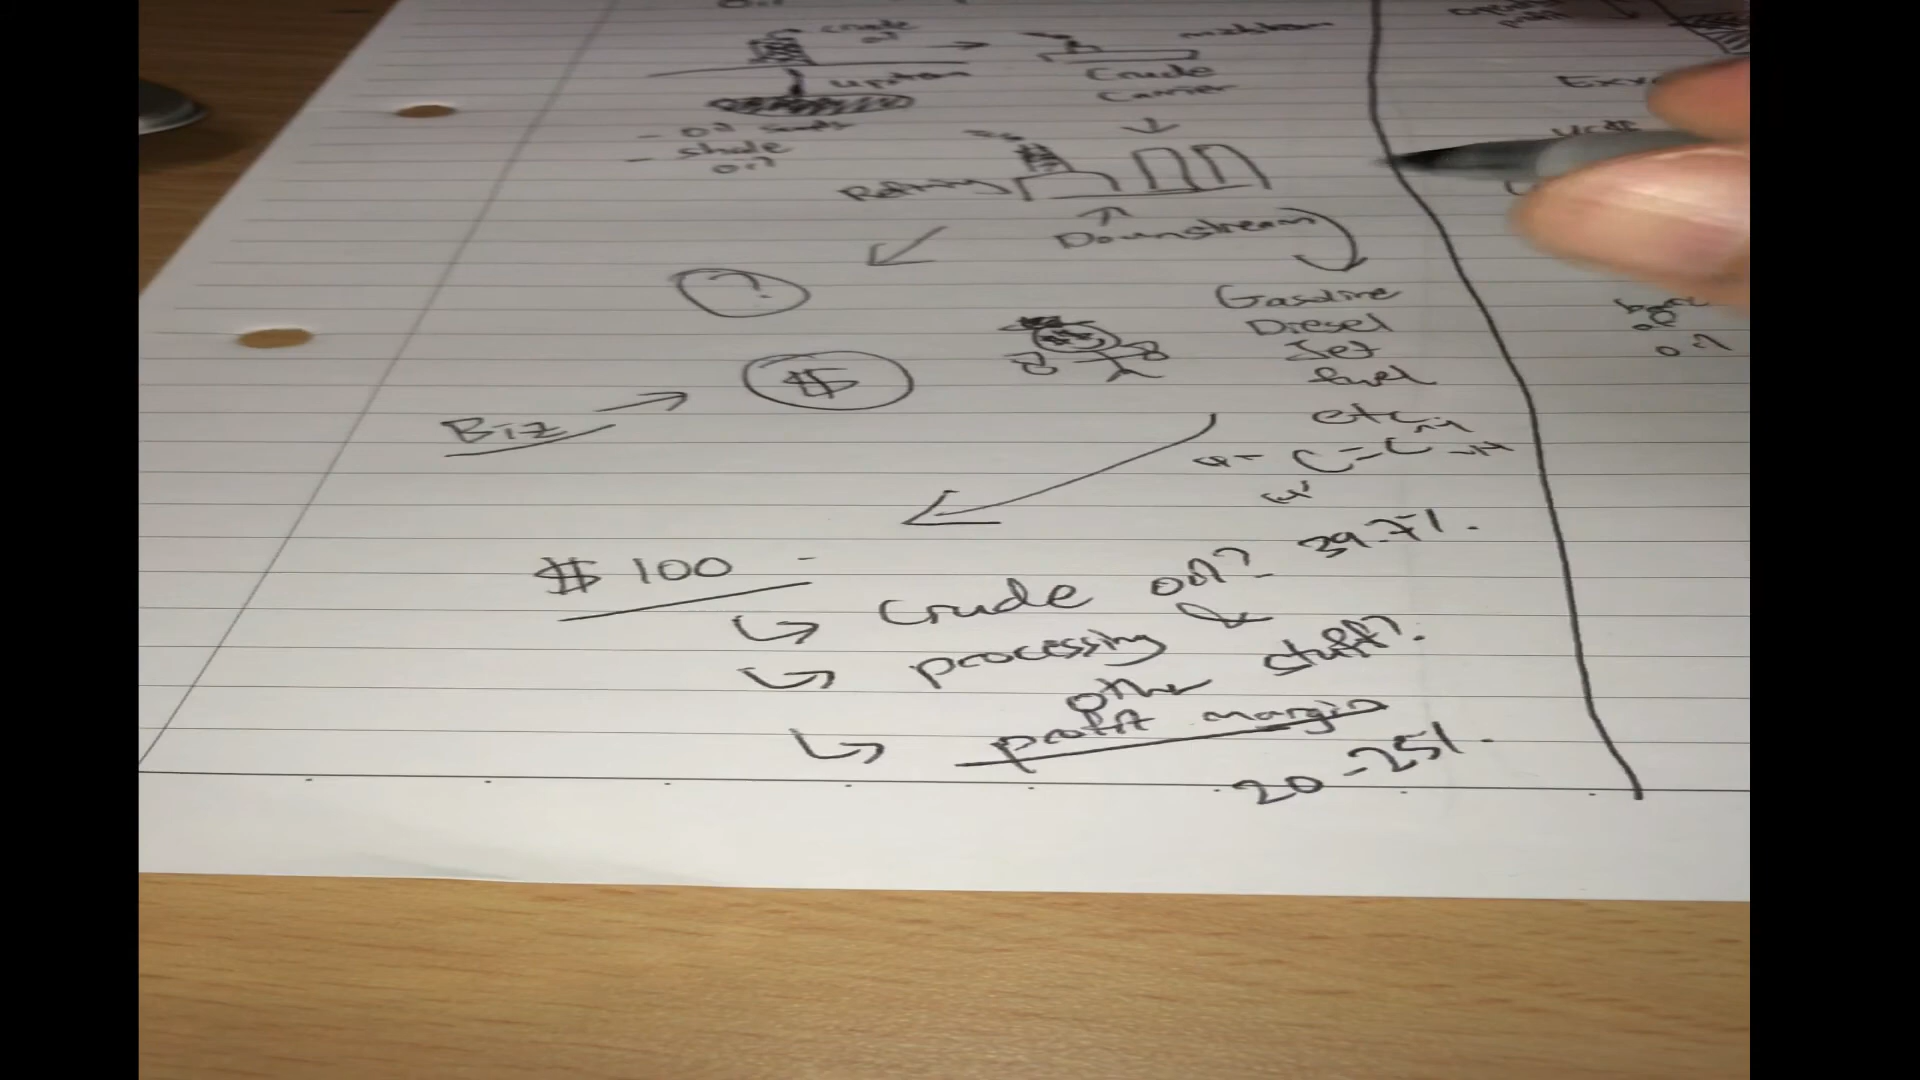 crude
oil
midstream
upstream
Crude
Carrier
- oil sands
- shale
oil
Refinery
Downstream
?
Gasoline
Diesel
Jet
fuel
etc.
$
Biz
C=C
$100 -
crude oil? 39.7%.
processing &
other stuff?
profit margin
20-25%.